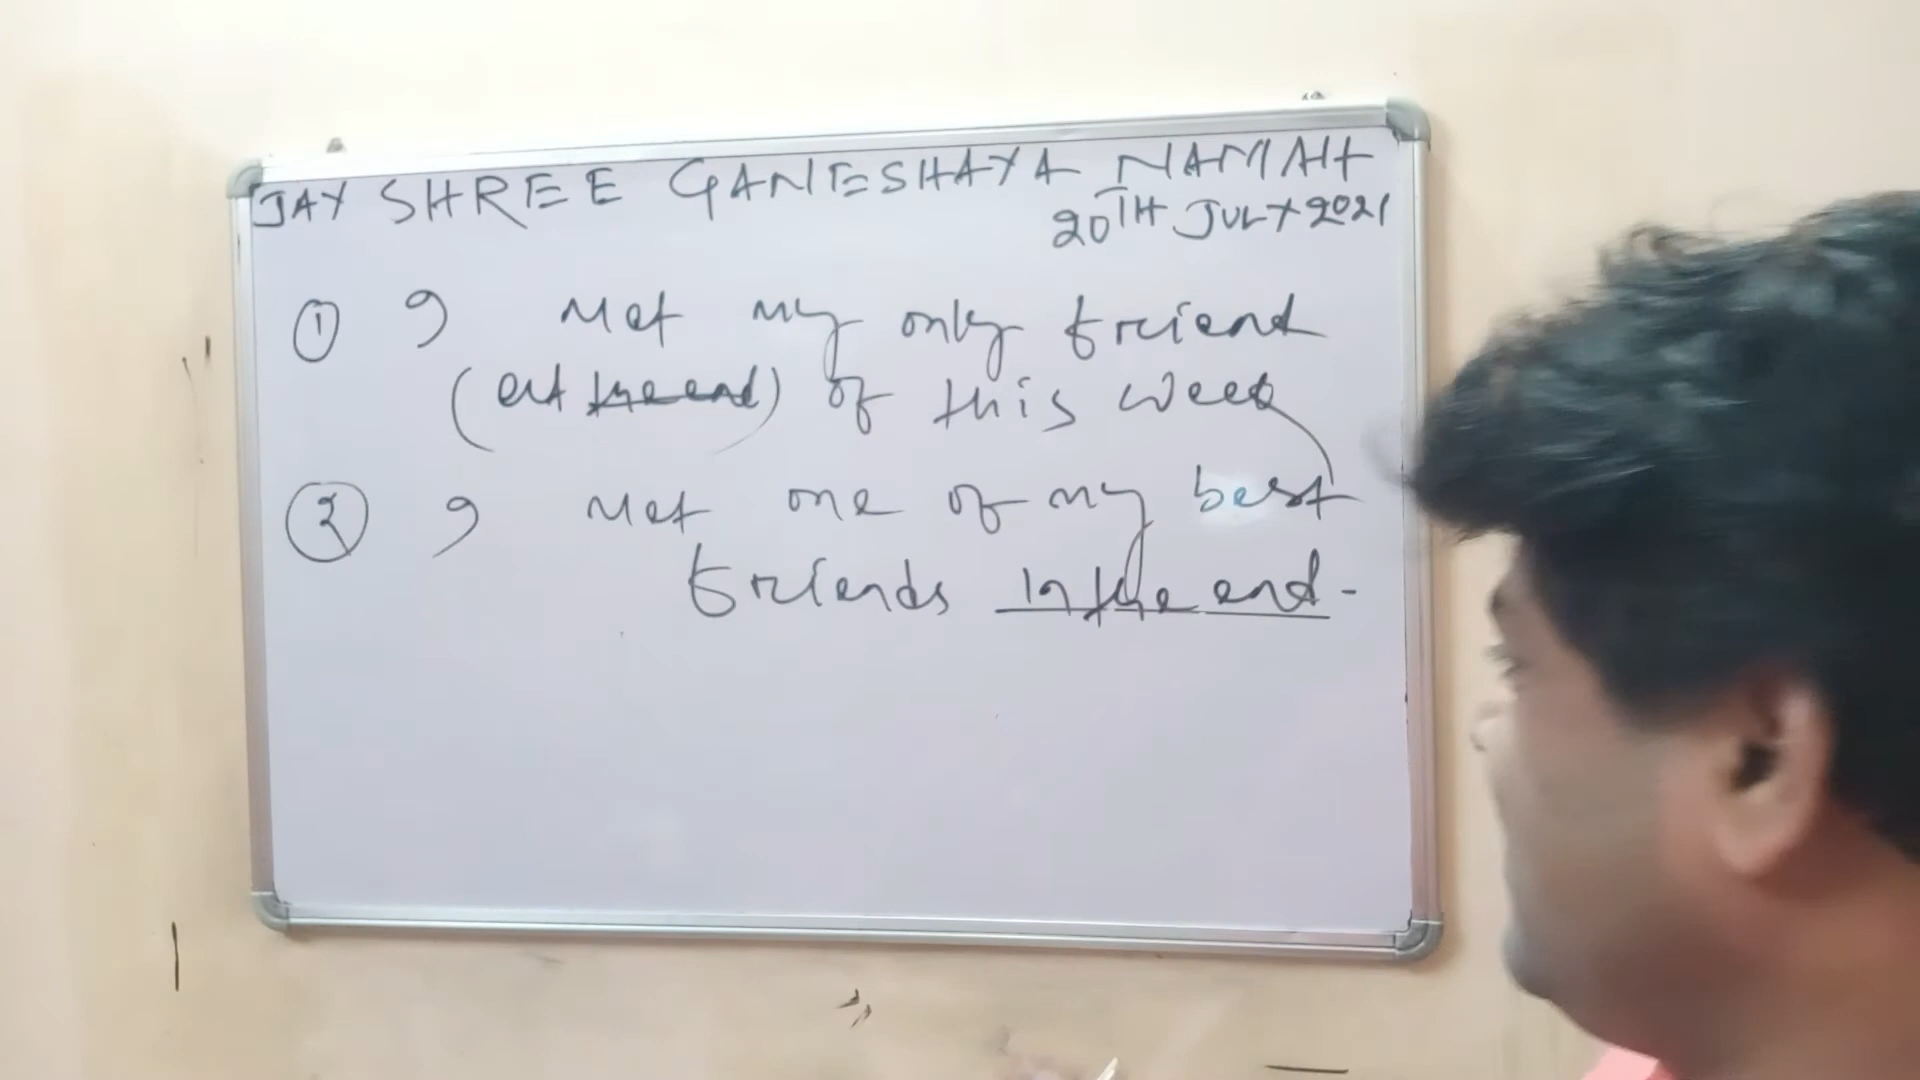 JAY SHREE GANESHAYA NAMAH
20TH JULY 2021
① I met my only friend
(at the end) of this week
② I met one of my best
friends in the end.